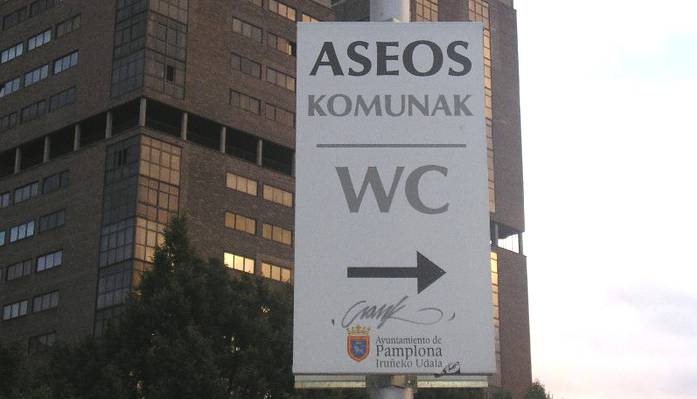 ASEOS
KOMUNAK
WC
Ayuntamiento de
Pamplona
Iruñeko Udala